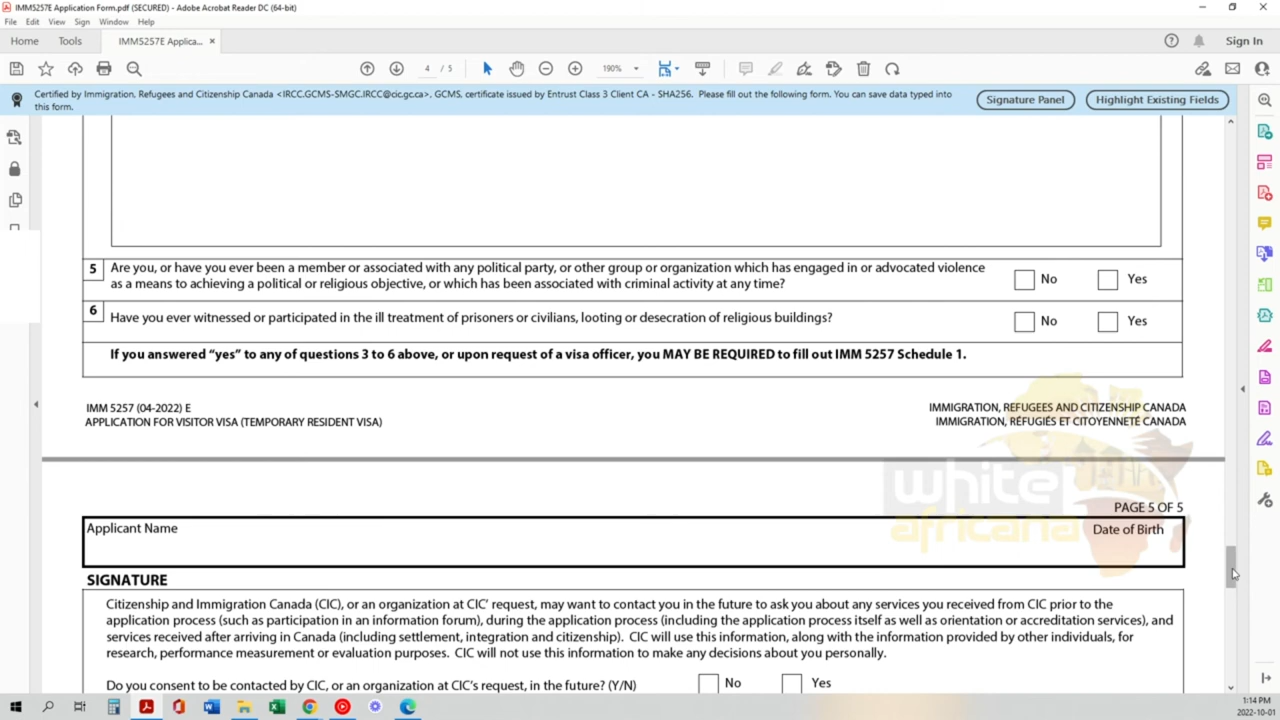 IMM5257E Application Form.pdf (SECURED) - Adobe Acrobat Reader DC (64-bit)
File Edit View Sign Window Help
Home Tools IMM5257E Applica... Sign In
4 / 5 190%
Certified by Immigration, Refugees and Citizenship Canada <IRCC.GCMS-SMGC.IRCC@cic.gc.ca>, GCMS, certificate issued by Entrust Class 3 Client CA - SHA256. Please fill out the following form. You can save data typed into
this form.
Signature Panel Highlight Existing Fields
5 Are you, or have you ever been a member or associated with any political party, or other group or organization which has engaged in or advocated violence
as a means to achieving a political or religious objective, or which has been associated with criminal activity at any time?
No Yes
6 Have you ever witnessed or participated in the ill treatment of prisoners or civilians, looting or desecration of religious buildings?
No Yes
If you answered “yes” to any of questions 3 to 6 above, or upon request of a visa officer, you MAY BE REQUIRED to fill out IMM 5257 Schedule 1.
IMM 5257 (04-2022) E
APPLICATION FOR VISITOR VISA (TEMPORARY RESIDENT VISA)
IMMIGRATION, REFUGEES AND CITIZENSHIP CANADA
IMMIGRATION, RÉFUGIÉS ET CITOYENNETÉ CANADA
white
africana
PAGE 5 OF 5
Applicant Name Date of Birth
SIGNATURE
Citizenship and Immigration Canada (CIC), or an organization at CIC' request, may want to contact you in the future to ask you about any services you received from CIC prior to the
application process (such as participation in an information forum), during the application process (including the application process itself as well as orientation or accreditation services), and
services received after arriving in Canada (including settlement, integration and citizenship). CIC will use this information, along with the information provided by other individuals, for
research, performance measurement or evaluation purposes. CIC will not use this information to make any decisions about you personally.
Do you consent to be contacted by CIC, or an organization at CIC's request, in the future? (Y/N) No Yes
1:14 PM
2022-10-01